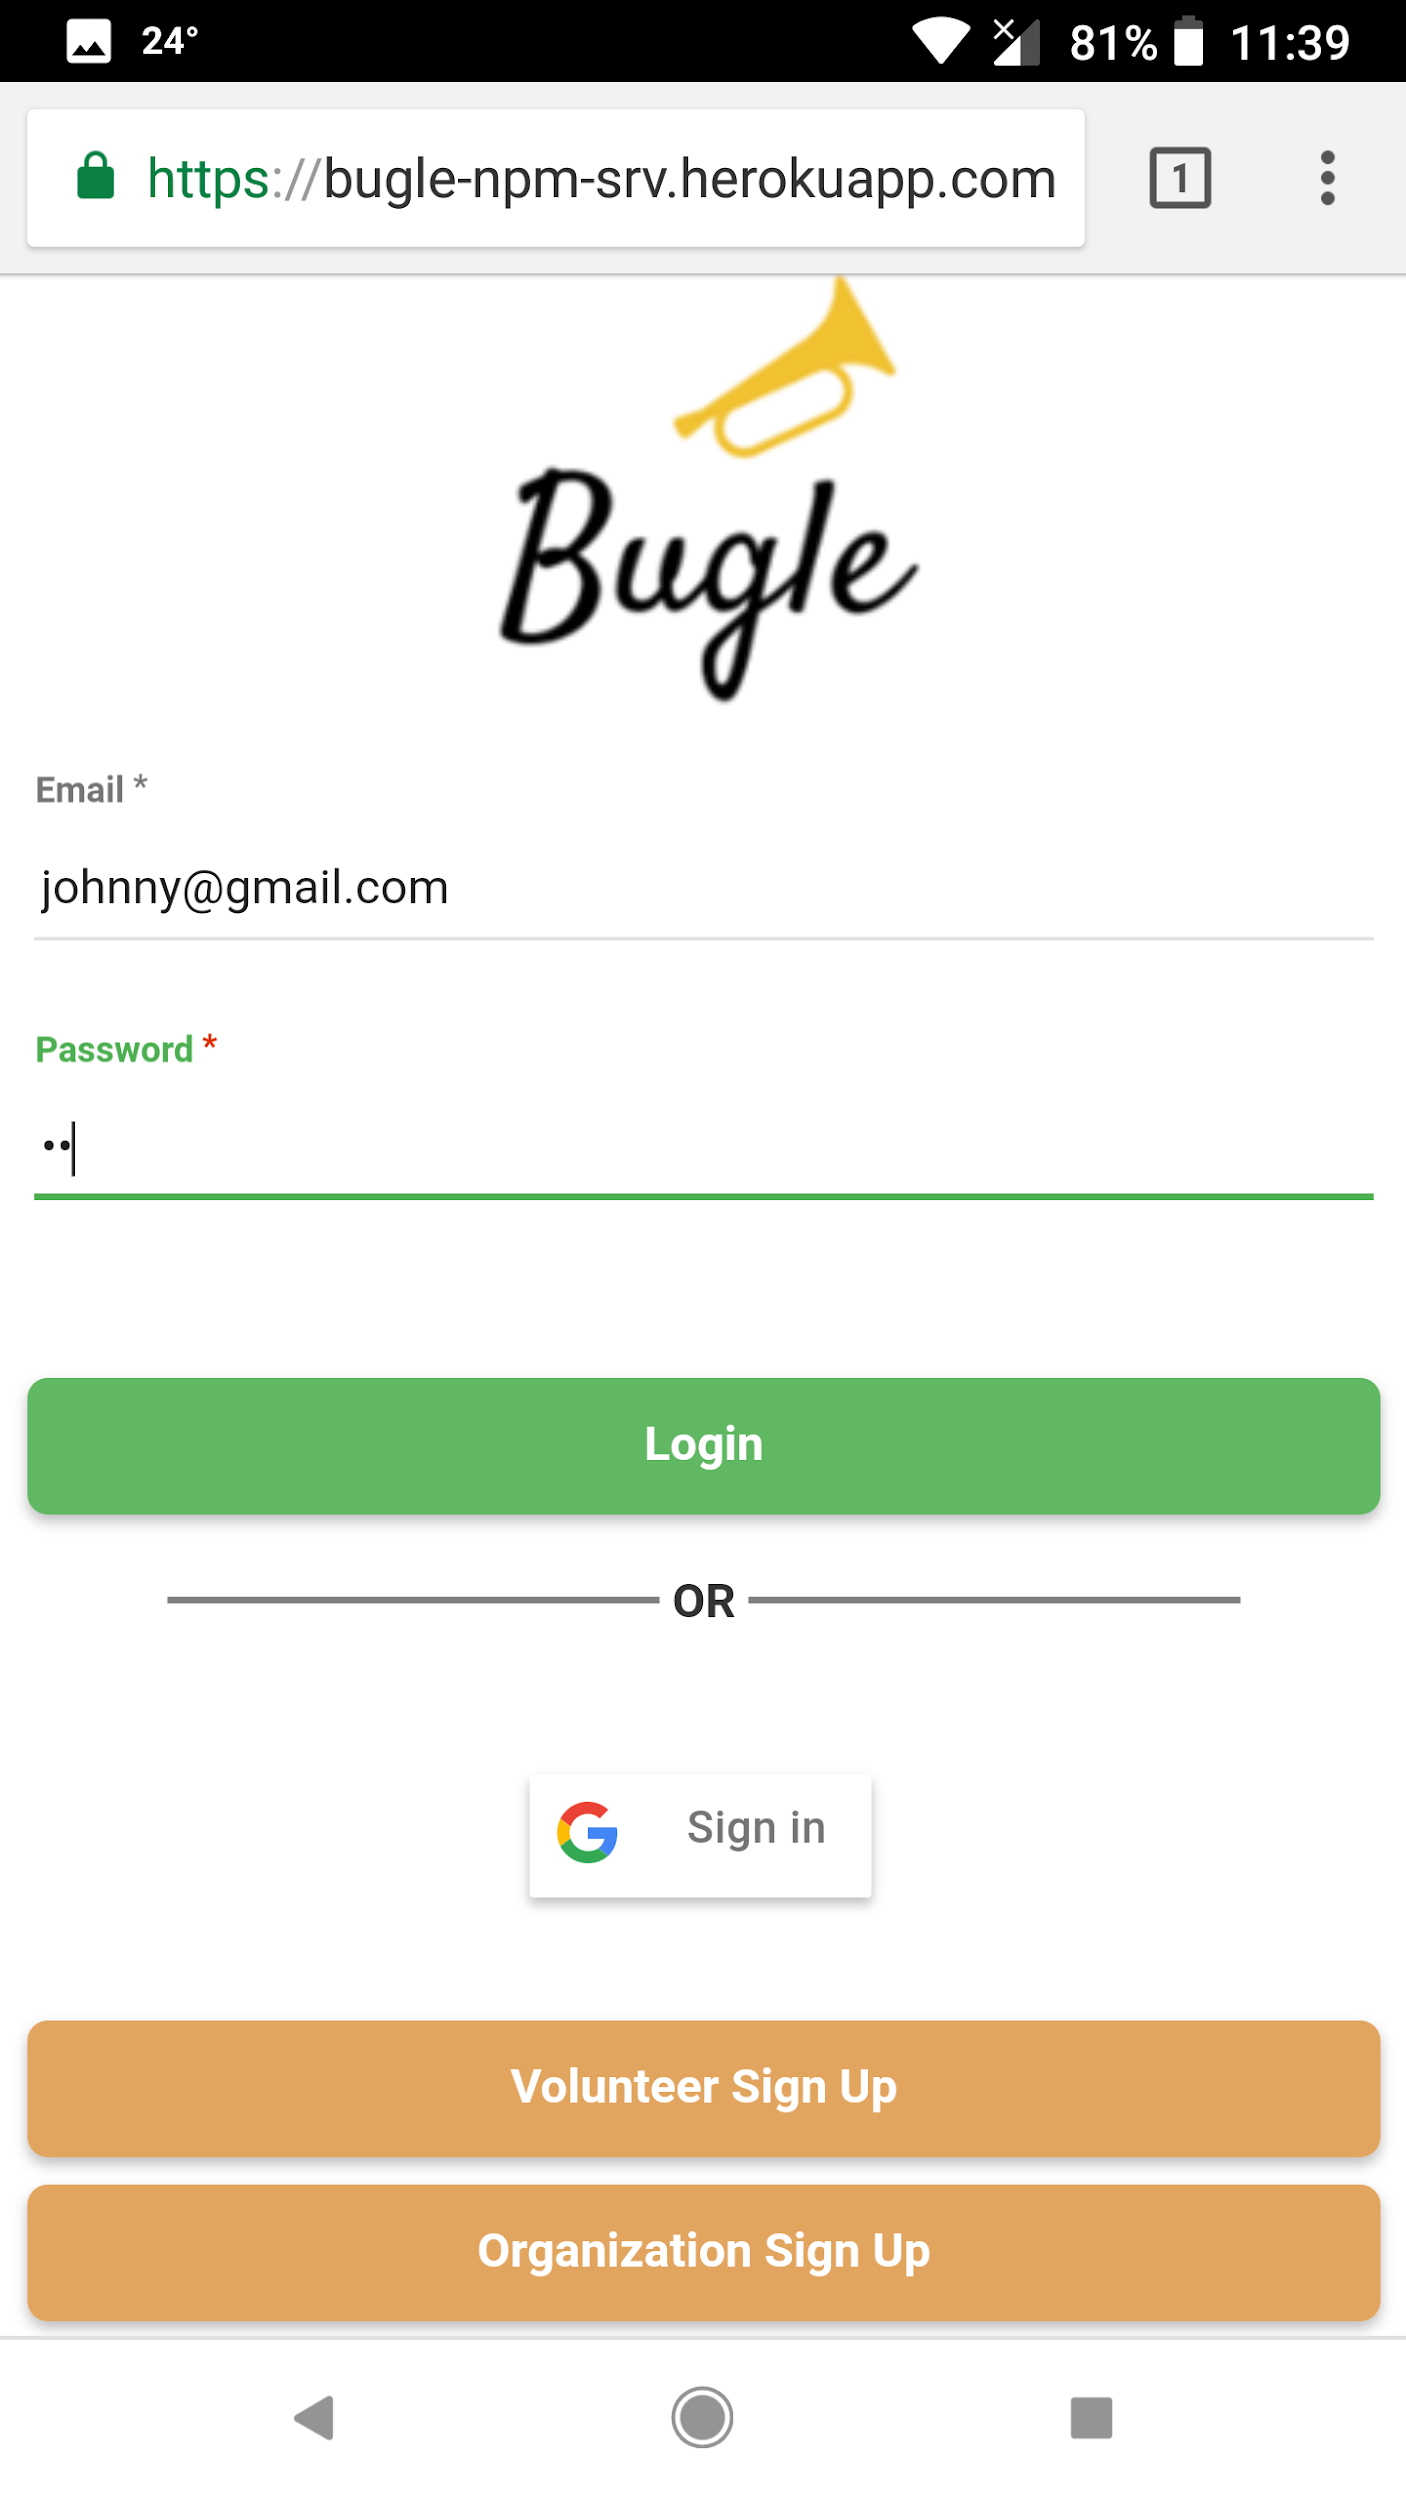 24° 81% 11:39
https://bugle-npm-srv.herokuapp.com 1
Bugle
Email *
johnny@gmail.com
Password *
••
Login
OR
Sign in
Volunteer Sign Up
Organization Sign Up